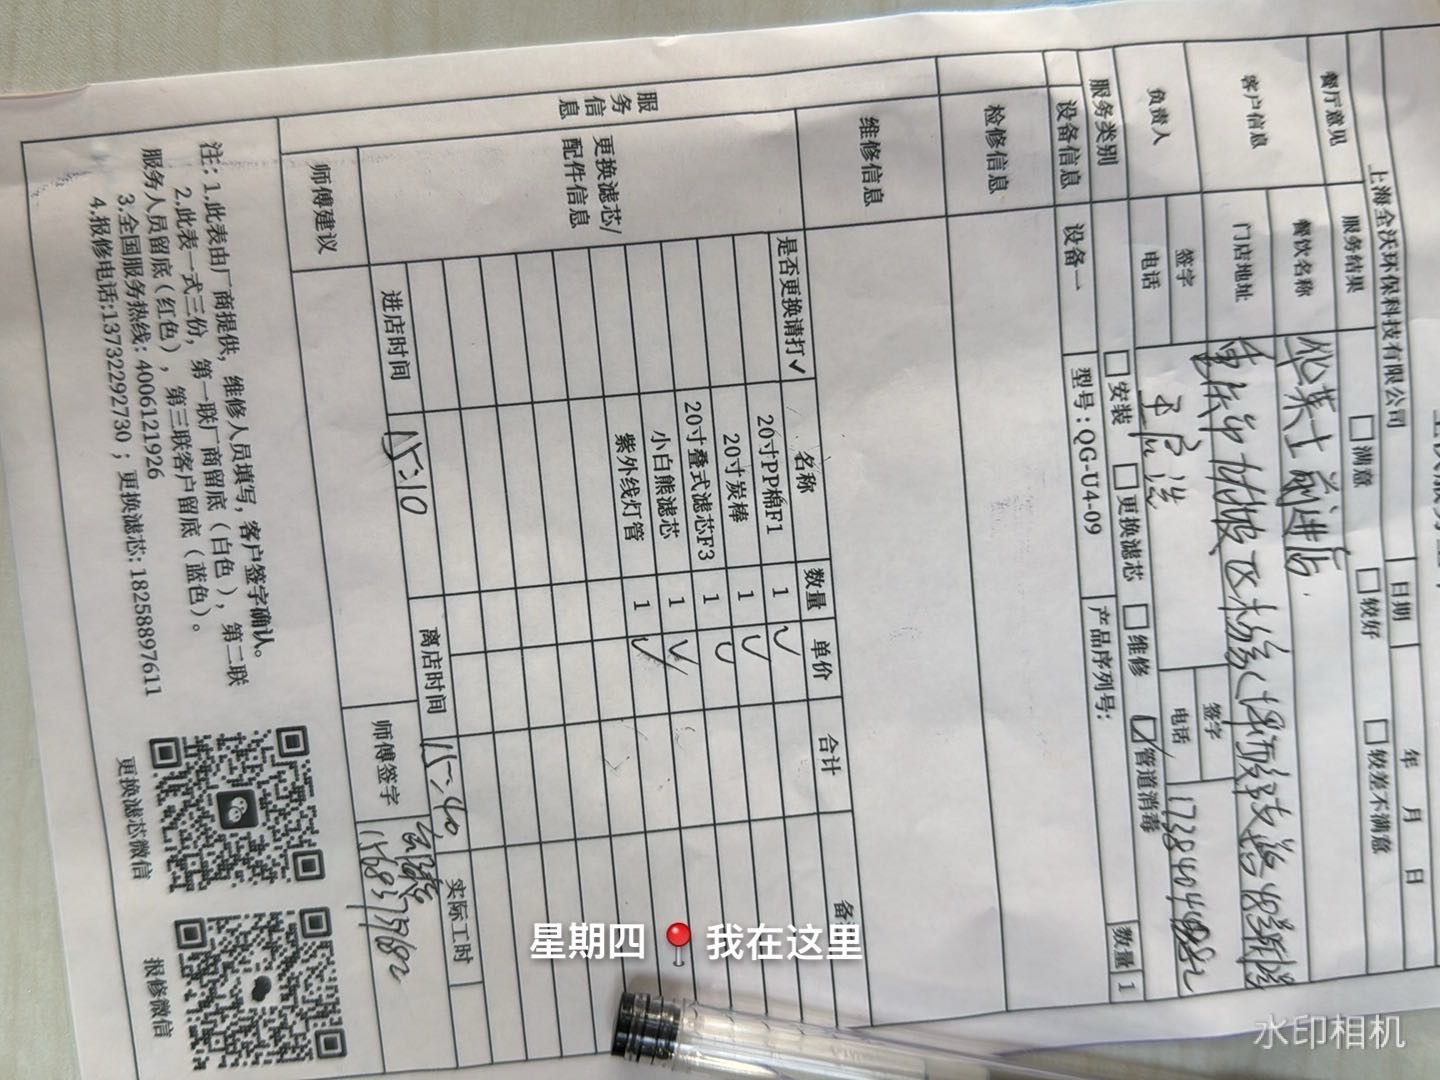 上海全沃环保科技有限公司
日期 年 月 日
餐厅意见 服务结果 满意 较好 较差不满意
客户信息 餐饮名称 华莱士 前进店
门店地址 重庆市
负责人 签字 签字
电话 电话
服务类别 安装 更换滤芯 维修 管道消毒
设备信息 设备一 型号:QG-U4-09 产品序列号: 数量 1
检修信息
服务信息
维修信息
更换滤芯/配件信息
是否更换请打✓ 名称 数量 单价 合计
20寸PP棉F1 1 ✓
20寸炭棒 1 ✓
20寸叠式滤芯F3 1 ✓
小白熊滤芯 1 ✓
紫外线灯管 1 ✓
进店时间 15:10 离店时间 15:40 实际工时
师傅建议 师傅签字
注：1.此表由厂商提供，维修人员填写，客户签字确认。
2.此表一式三份，第一联厂商留底（白色），第二联
服务人员留底（红色），第三联客户留底（蓝色）。
3.全国服务热线：4006121926
4.报修电话:13732292730；更换滤芯:18258897611
更换滤芯微信
报修微信
星期四 我在这里
水印相机